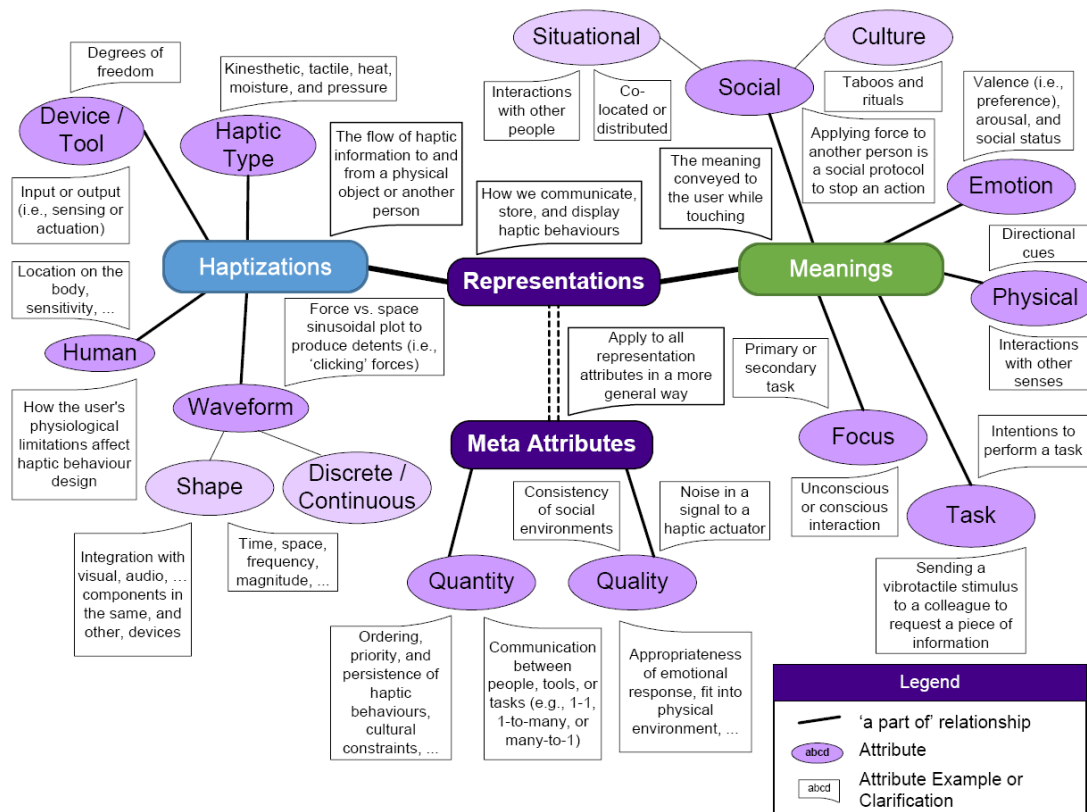 Degrees of
freedom
Device /
Tool
Input or output
(i.e., sensing or
actuation)
Kinesthetic, tactile, heat,
moisture, and pressure
Haptic
Type
The flow of haptic
information to and
from a physical
object or another
person
Haptizations
Location on the
body,
sensitivity, ...
Human
How the user's
physiological
limitations affect
haptic behaviour
design
Force vs. space
sinusoidal plot to
produce detents (i.e.,
‘clicking’ forces)
Waveform
Shape
Discrete /
Continuous
Integration with
visual, audio, …
components in
the same, and
other, devices
Time, space,
frequency,
magnitude, ...
How we communicate,
store, and display
haptic behaviours
Representations
Apply to all
representation
attributes in a more
general way
Meta Attributes
Consistency
of social
environments
Noise in a
signal to a
haptic actuator
Quantity
Quality
Ordering,
priority, and
persistence of
haptic
behaviours,
cultural
constraints, ...
Communication
between
people, tools, or
tasks (e.g., 1-1,
1-to-many, or
many-to-1)
Appropriateness
of emotional
response, fit into
physical
environment, ...
Situational
Culture
Social
Interactions
with other
people
Co-
located or
distributed
Taboos and
rituals
The meaning
conveyed to
the user while
touching
Applying force to
another person is
a social protocol
to stop an action
Valence (i.e.,
preference),
arousal, and
social status
Emotion
Meanings
Directional
cues
Physical
Interactions
with other
senses
Primary or
secondary
task
Focus
Unconscious
or conscious
interaction
Intentions to
perform a task
Task
Sending a
vibrotactile stimulus
to a colleague to
request a piece of
information
Legend
‘a part of’ relationship
abcd Attribute
abcd Attribute Example or
Clarification